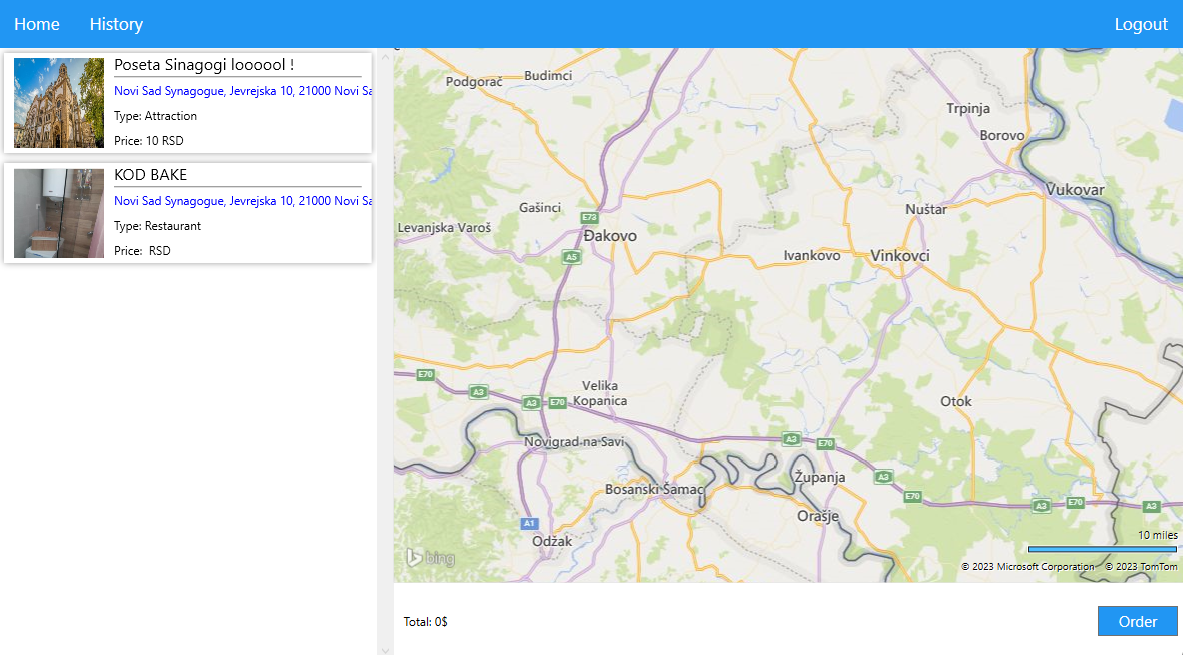 Home History Logout
Poseta Sinagogi loooool !
Novi Sad Synagogue, Jevrejska 10, 21000 Novi Sa
Type: Attraction
Price: 10 RSD
KOD BAKE
Novi Sad Synagogue, Jevrejska 10, 21000 Novi Sa
Type: Restaurant
Price: RSD
Podgorač
Budimci
Trpinja
Borovo
Vukovar
Gašinci
Nuštar
Levanjska Varoš
E73
Đakovo
A5
Ivankovo
Vinkovci
E70
A3
Velika
Kopanica
A3
E70
Otok
Novigrad na Savi
A3
E70
Bosanski Šamac
Županja
A3
E70
A3
E70
A3
Orašje
A1
Odžak
10 miles
bing
© 2023 Microsoft Corporation © 2023 TomTom
Total: 0$
Order